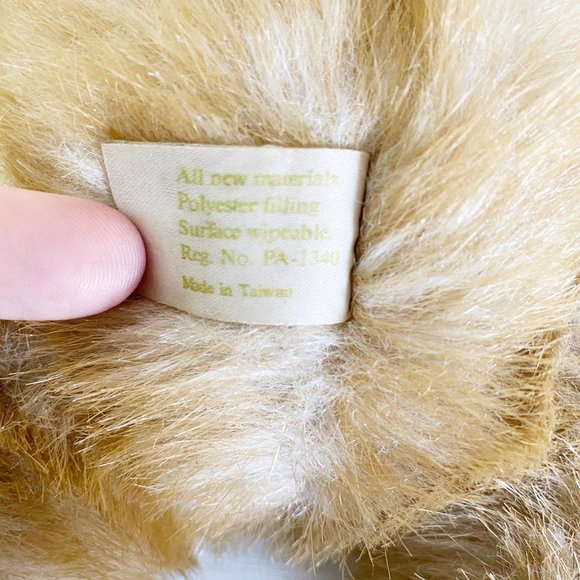 All new materials
Polyester filling
Surface wipeable
Reg. No. PA-1340
Made in Taiwan